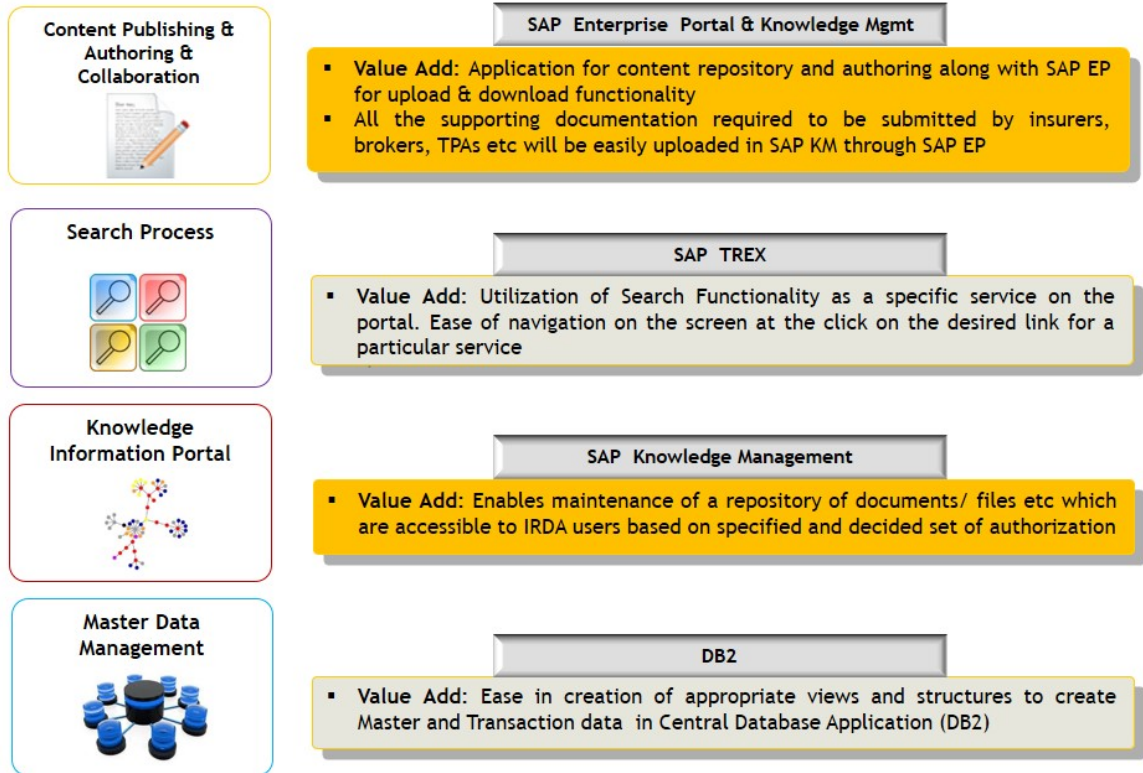 Content Publishing &
Authoring &
Collaboration
SAP Enterprise Portal & Knowledge Mgmt
▪ Value Add: Application for content repository and authoring along with SAP EP
for upload & download functionality
▪ All the supporting documentation required to be submitted by insurers,
brokers, TPAs etc will be easily uploaded in SAP KM through SAP EP
Search Process
SAP TREX
▪ Value Add: Utilization of Search Functionality as a specific service on the
portal. Ease of navigation on the screen at the click on the desired link for a
particular service
Knowledge
Information Portal
SAP Knowledge Management
▪ Value Add: Enables maintenance of a repository of documents/ files etc which
are accessible to IRDA users based on specified and decided set of authorization
Master Data
Management
DB2
▪ Value Add: Ease in creation of appropriate views and structures to create
Master and Transaction data in Central Database Application (DB2)